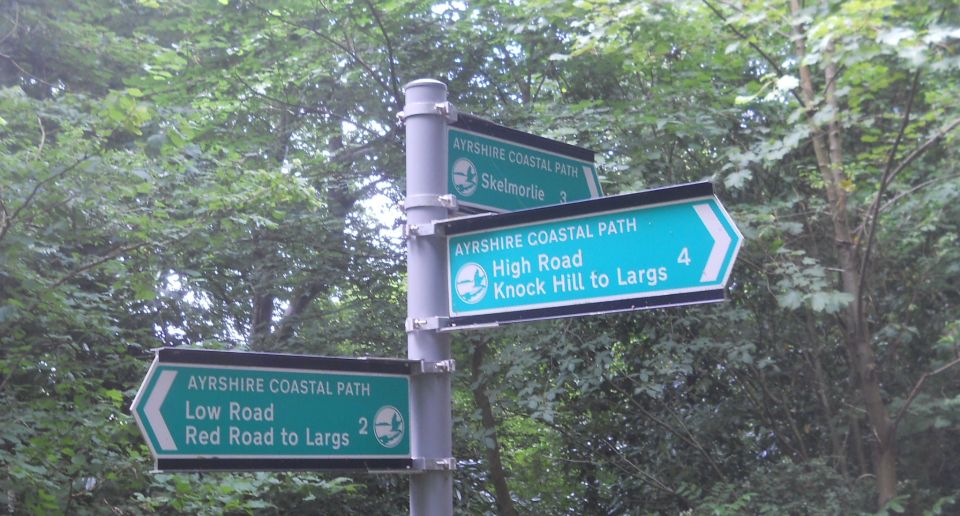 AYRSHIRE COASTAL PATH
Skelmorlie 3
AYRSHIRE COASTAL PATH
High Road
Knock Hill to Largs 4
AYRSHIRE COASTAL PATH
Low Road
Red Road to Largs 2